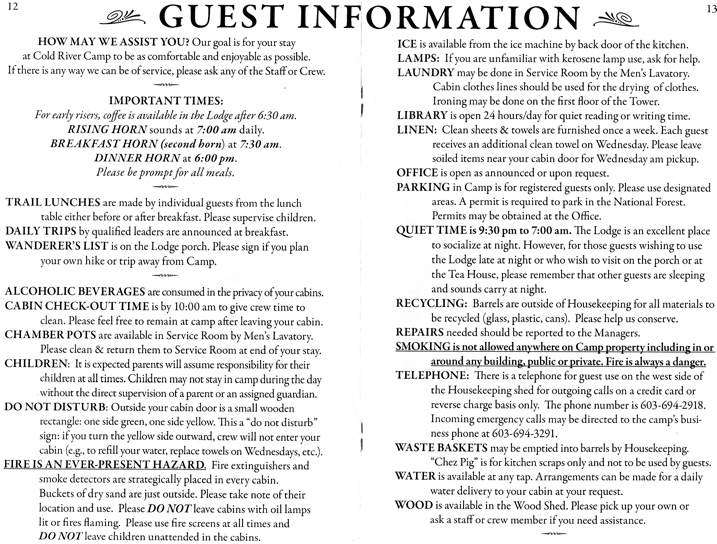 12
GUEST INFORMATION
13
HOW MAY WE ASSIST YOU? Our goal is for your stay
at Cold River Camp to be as comfortable and enjoyable as possible.
If there is any way we can be of service, please ask any of the Staff or Crew.
IMPORTANT TIMES:
For early risers, coffee is available in the Lodge after 6:30 am.
RISING HORN sounds at 7:00 am daily.
BREAKFAST HORN (second horn) at 7:30 am.
DINNER HORN at 6:00 pm.
Please be prompt for all meals.
TRAIL LUNCHES are made by individual guests from the lunch
table either before or after breakfast. Please supervise children.
DAILY TRIPS by qualified leaders are announced at breakfast.
WANDERER'S LIST is on the Lodge porch. Please sign if you plan
your own hike or trip away from Camp.
ALCOHOLIC BEVERAGES are consumed in the privacy of your cabins.
CABIN CHECK-OUT TIME is by 10:00 am to give crew time to
clean. Please feel free to remain at camp after leaving your cabin.
CHAMBER POTS are available in Service Room by Men's Lavatory.
Please clean & return them to Service Room at end of your stay.
CHILDREN: It is expected parents will assume responsibility for their
children at all times. Children may not stay in camp during the day
without the direct supervision of a parent or an assigned guardian.
DO NOT DISTURB: Outside your cabin door is a small wooden
rectangle: one side green, one side yellow. This a "do not disturb"
sign: if you turn the yellow side outward, crew will not enter your
cabin (e.g., to refill your water, replace towels on Wednesdays, etc.).
FIRE IS AN EVER-PRESENT HAZARD. Fire extinguishers and
smoke detectors are strategically placed in every cabin.
Buckets of dry sand are just outside. Please take note of their
location and use. Please DO NOT leave cabins with oil lamps
lit or fires flaming. Please use fire screens at all times and
DO NOT leave children unattended in the cabins.
ICE is available from the ice machine by back door of the kitchen.
LAMPS: If you are unfamiliar with kerosene lamp use, ask for help.
LAUNDRY may be done in Service Room by the Men's Lavatory.
Cabin clothes lines should be used for the drying of clothes.
Ironing may be done on the first floor of the Tower.
LIBRARY is open 24 hours/day for quiet reading or writing time.
LINEN: Clean sheets & towels are furnished once a week. Each guest
receives an additional clean towel on Wednesday. Please leave
soiled items near your cabin door for Wednesday am pickup.
OFFICE is open as announced or upon request.
PARKING in Camp is for registered guests only. Please use designated
areas. A permit is required to park in the National Forest.
Permits may be obtained at the Office.
QUIET TIME is 9:30 pm to 7:00 am. The Lodge is an excellent place
to socialize at night. However, for those guests wishing to use
the Lodge late at night or who wish to visit on the porch or at
the Tea House, please remember that other guests are sleeping
and sounds carry at night.
RECYCLING: Barrels are outside of Housekeeping for all materials to
be recycled (glass, plastic, cans). Please help us conserve.
REPAIRS needed should be reported to the Managers.
SMOKING is not allowed anywhere on Camp property including in or
around any building, public or private. Fire is always a danger.
TELEPHONE: There is a telephone for guest use on the west side of
the Housekeeping shed for outgoing calls on a credit card or
reverse charge basis only. The phone number is 603-694-2918.
Incoming emergency calls may be directed to the camp's busi-
ness phone at 603-694-3291.
WASTE BASKETS may be emptied into barrels by Housekeeping.
"Chez Pig" is for kitchen scraps only and not to be used by guests.
WATER is available at any tap. Arrangements can be made for a daily
water delivery to your cabin at your request.
WOOD is available in the Wood Shed. Please pick up your own or
ask a staff or crew member if you need assistance.